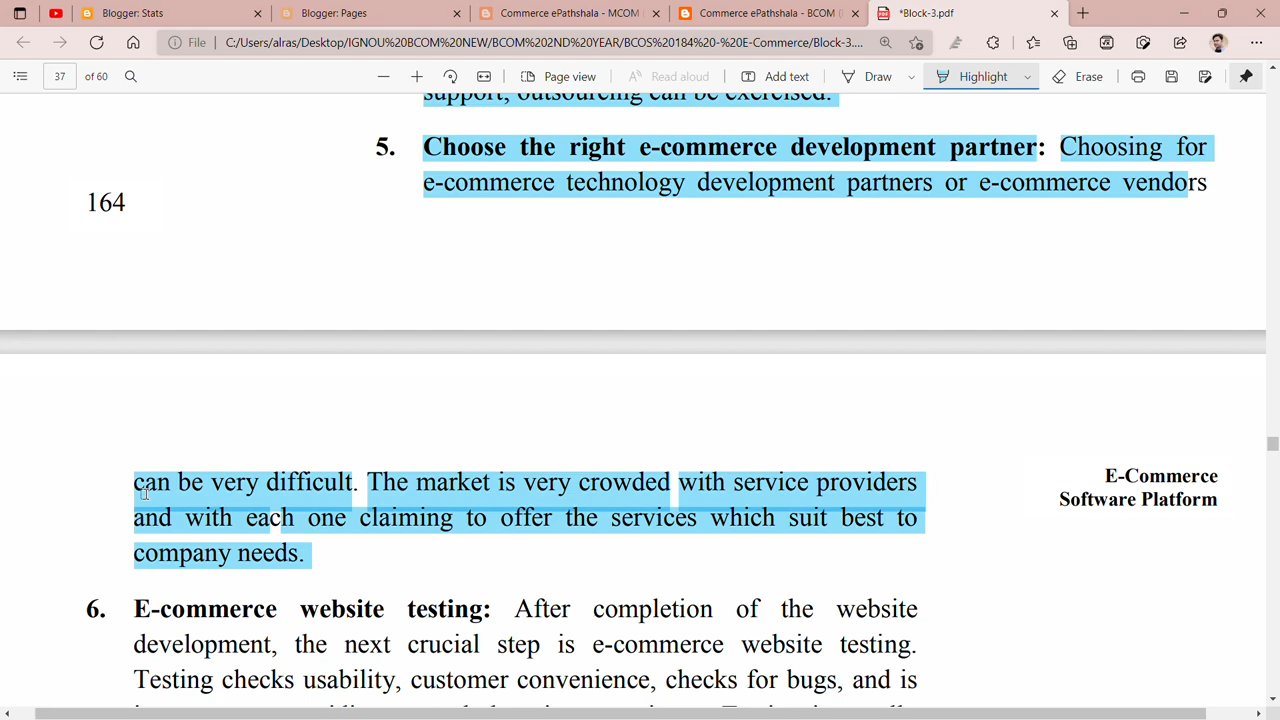 Blogger: Stats
Blogger: Pages
Commerce ePathshala - MCOM
Commerce ePathshala - BCOM (
*Block-3.pdf
File
C:/Users/alras/Desktop/IGNOU%20BCOM%20NEW/BCOM%202ND%20YEAR/BCOS%20184%20-%20E-Commerce/Block-3....
37 of 60
Page view
Read aloud
Add text
Draw
Highlight
Erase
support, outsourcing can be exercised.
5. Choose the right e-commerce development partner: Choosing for
e-commerce technology development partners or e-commerce vendors
164
can be very difficult. The market is very crowded with service providers
and with each one claiming to offer the services which suit best to
company needs.
E-Commerce
Software Platform
6. E-commerce website testing: After completion of the website
development, the next crucial step is e-commerce website testing.
Testing checks usability, customer convenience, checks for bugs, and is